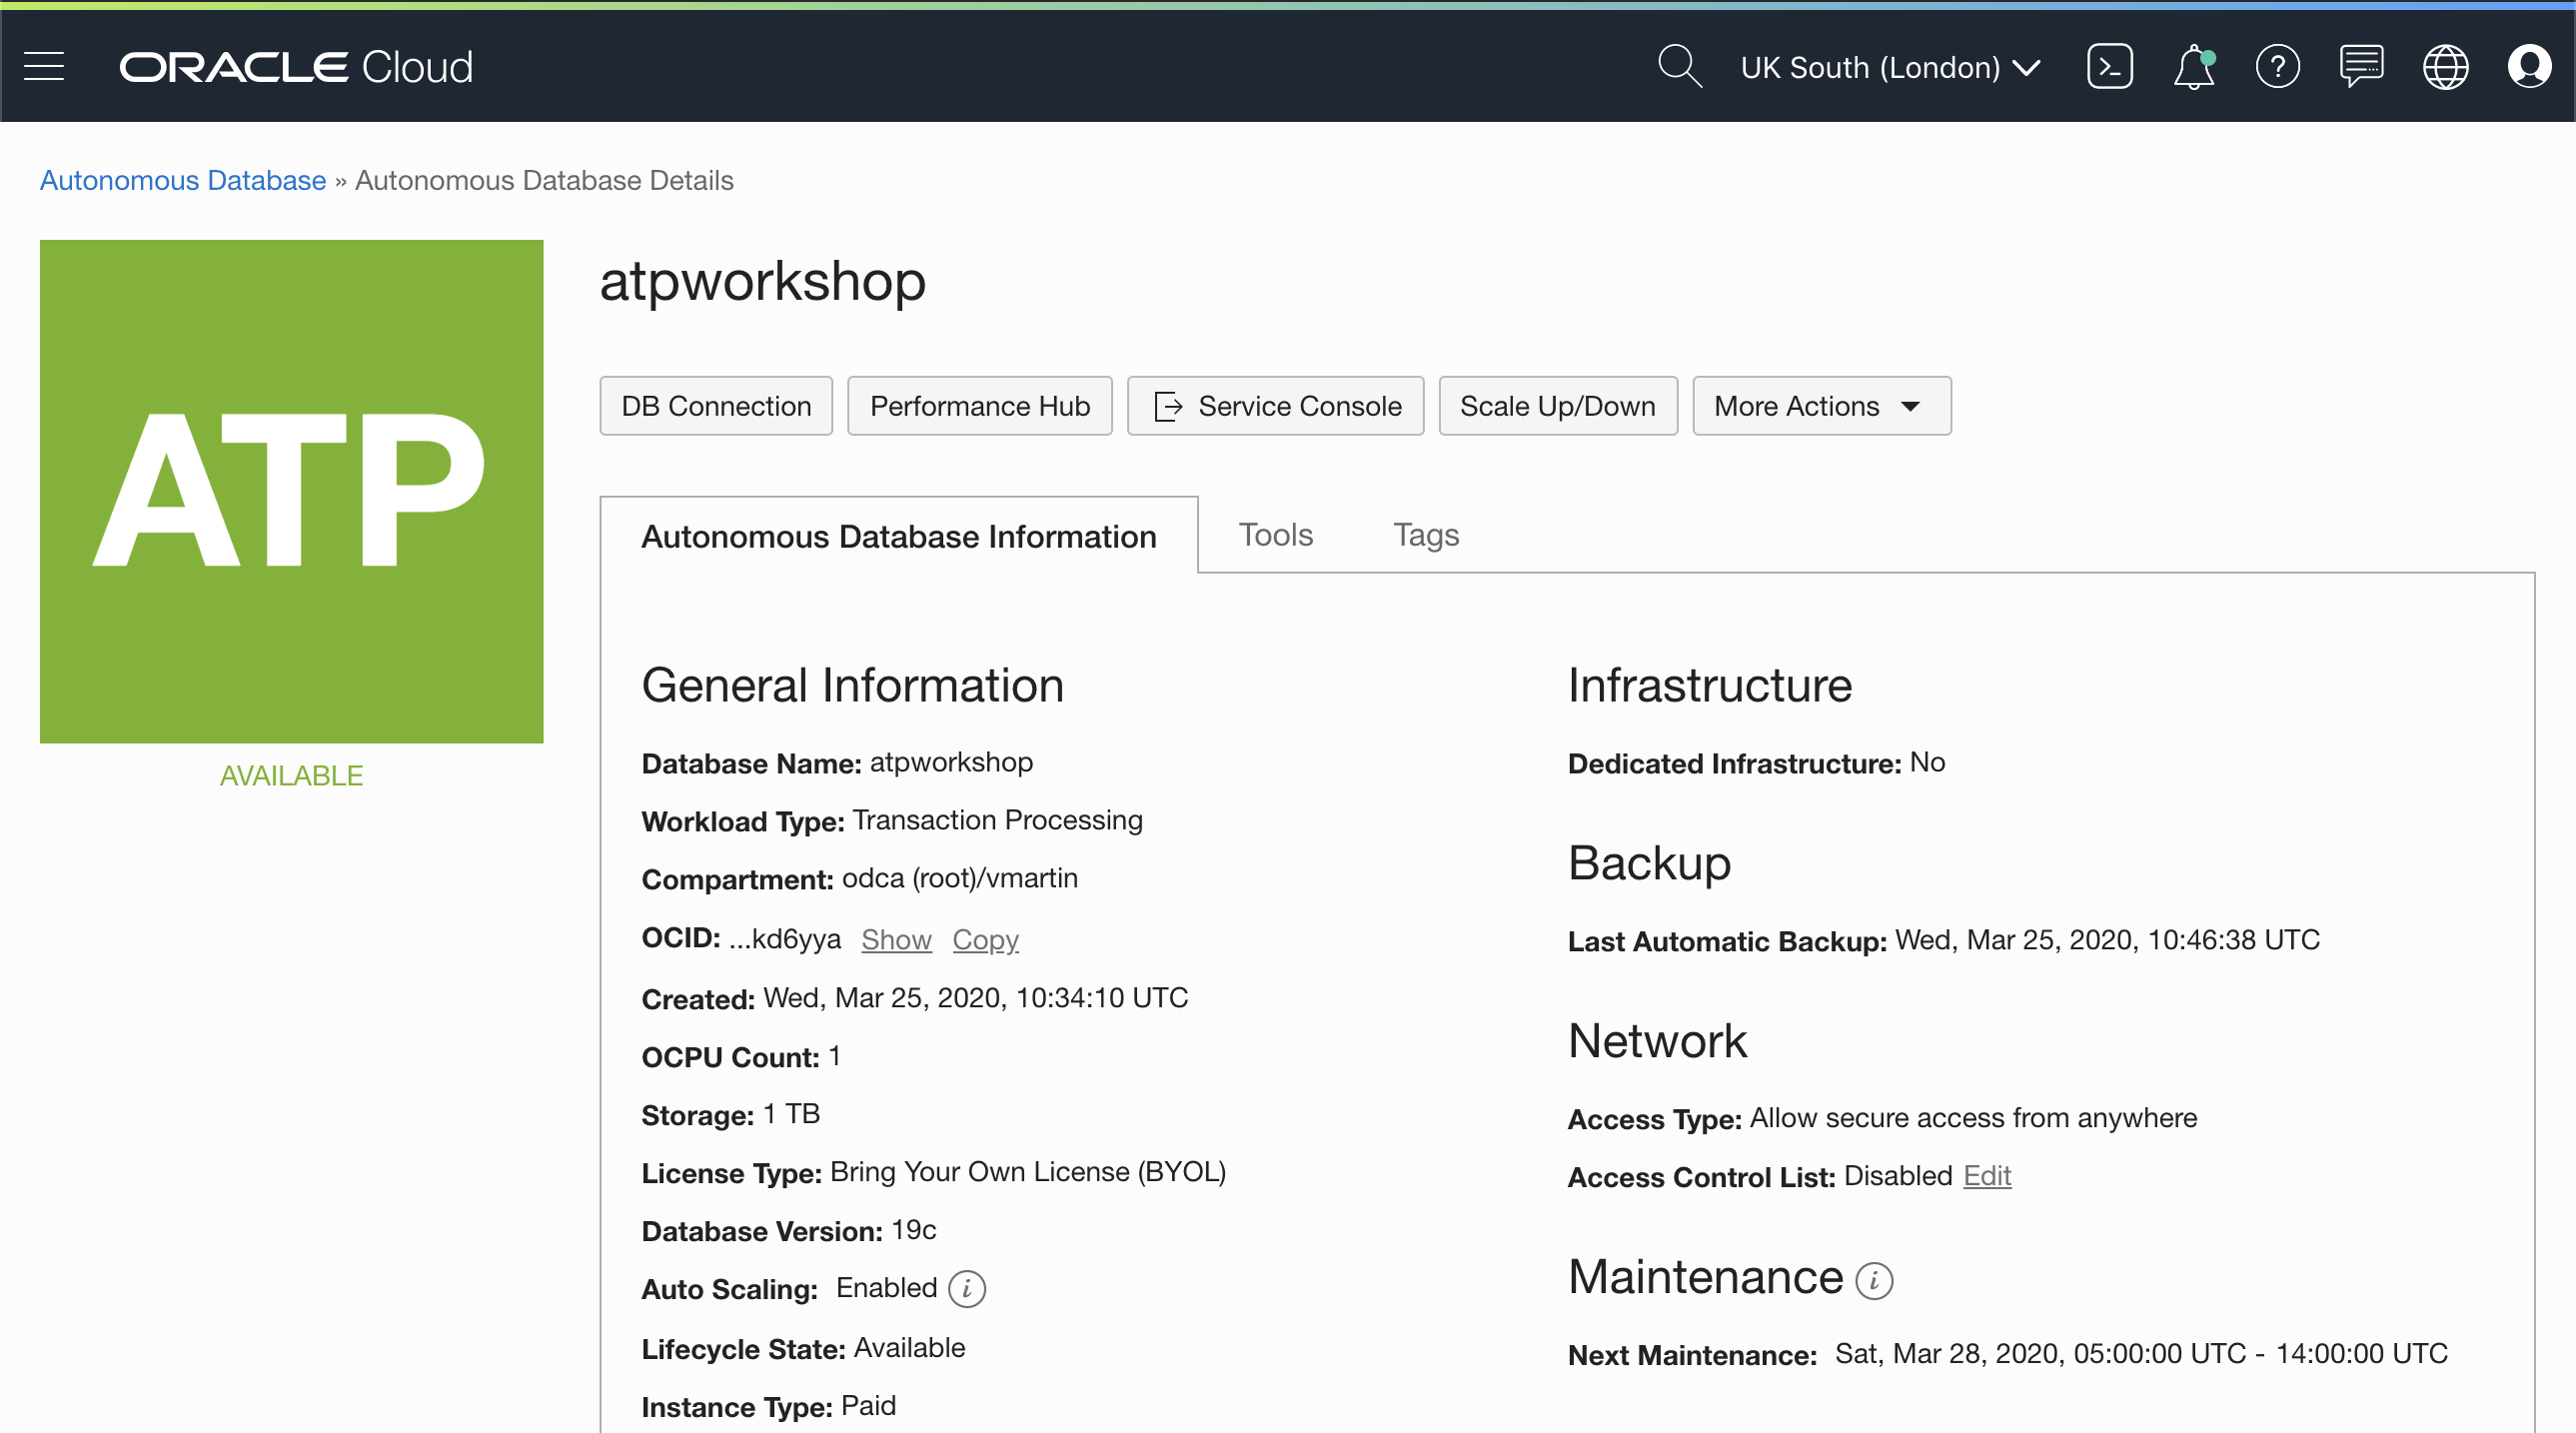 ORACLE Cloud
UK South (London)
Autonomous Database » Autonomous Database Details
ATP
AVAILABLE
atpworkshop
DB Connection
Performance Hub
Service Console
Scale Up/Down
More Actions
Autonomous Database Information
Tools
Tags
General Information
Database Name: atpworkshop
Workload Type: Transaction Processing
Compartment: odca (root)/vmartin
OCID: ...kd6yya Show Copy
Created: Wed, Mar 25, 2020, 10:34:10 UTC
OCPU Count: 1
Storage: 1 TB
License Type: Bring Your Own License (BYOL)
Database Version: 19c
Auto Scaling: Enabled i
Lifecycle State: Available
Instance Type: Paid
Infrastructure
Dedicated Infrastructure: No
Backup
Last Automatic Backup: Wed, Mar 25, 2020, 10:46:38 UTC
Network
Access Type: Allow secure access from anywhere
Access Control List: Disabled Edit
Maintenance i
Next Maintenance: Sat, Mar 28, 2020, 05:00:00 UTC - 14:00:00 UTC